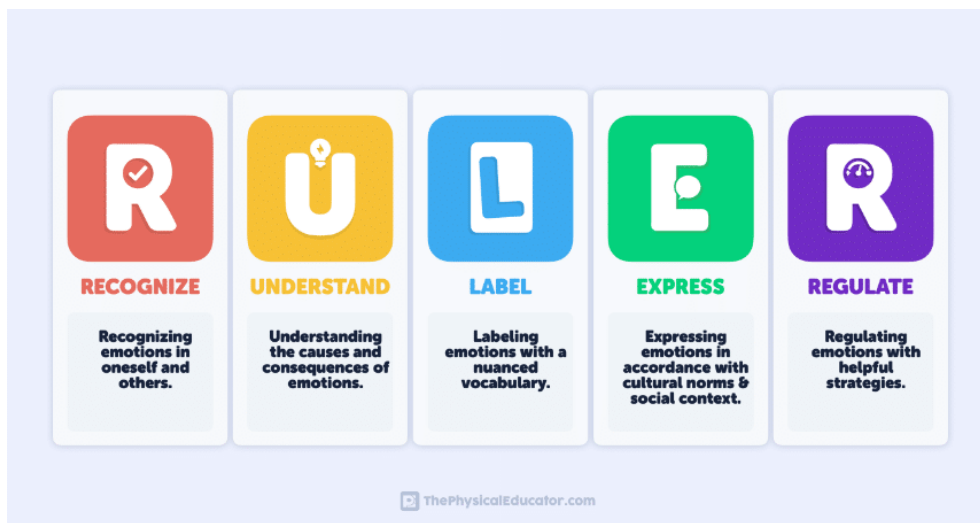 R
RECOGNIZE
Recognizing
emotions in
oneself and
others.
U
UNDERSTAND
Understanding
the causes and
consequences of
emotions.
L
LABEL
Labeling
emotions with a
nuanced
vocabulary.
E
EXPRESS
Expressing
emotions in
accordance with
cultural norms &
social context.
R
REGULATE
Regulating
emotions with
helpful
strategies.
ThePhysicalEducator.com